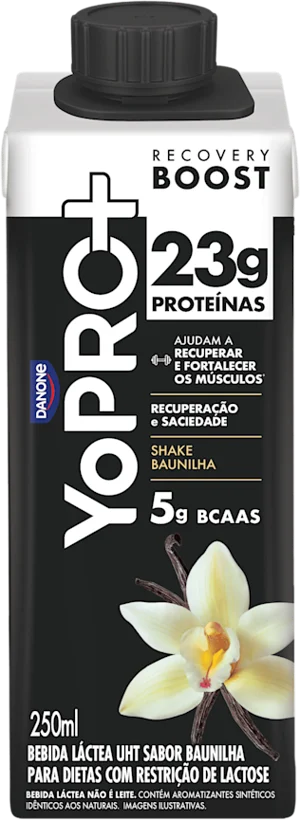 RECOVERY
BOOST
23g
PROTEÍNAS
AJUDAM A
RECUPERAR
E FORTALECER
OS MÚSCULOS*
RECUPERAÇÃO
e SACIEDADE
SHAKE
BAUNILHA
5g BCAAS
YoPRO+
DANONE
250ml
BEBIDA LÁCTEA UHT SABOR BAUNILHA
PARA DIETAS COM RESTRIÇÃO DE LACTOSE
BEBIDA LÁCTEA NÃO É LEITE. CONTÉM AROMATIZANTES SINTÉTICOS
IDÊNTICOS AOS NATURAIS. IMAGENS ILUSTRATIVAS.